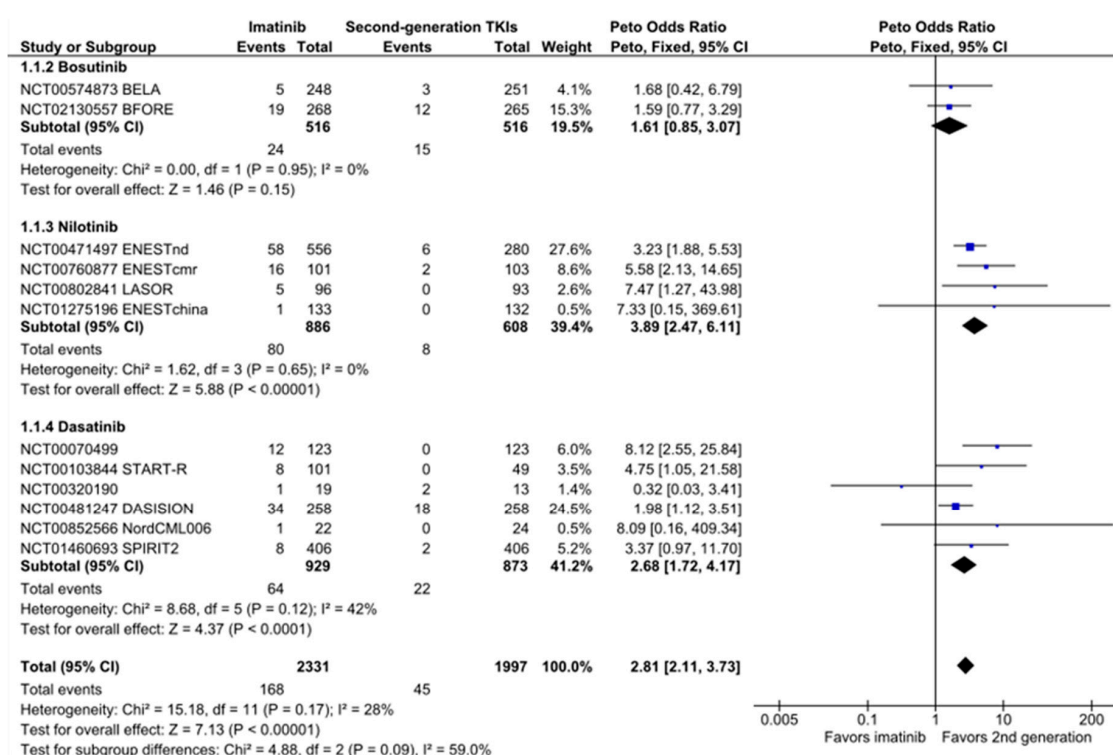 Imatinib Second-generation TKIs Peto Odds Ratio Peto Odds Ratio
Study or Subgroup Events Total Events Total Weight Peto, Fixed, 95% CI Peto, Fixed, 95% CI
1.1.2 Bosutinib
NCT00574873 BELA 5 248 3 251 4.1% 1.68 [0.42, 6.79]
NCT02130557 BFORE 19 268 12 265 15.3% 1.59 [0.77, 3.29]
Subtotal (95% CI) 516 516 19.5% 1.61 [0.85, 3.07]
Total events 24 15
Heterogeneity: Chi² = 0.00, df = 1 (P = 0.95); I² = 0%
Test for overall effect: Z = 1.46 (P = 0.15)
1.1.3 Nilotinib
NCT00471497 ENESTnd 58 556 6 280 27.6% 3.23 [1.88, 5.53]
NCT00760877 ENESTcmr 16 101 2 103 8.6% 5.58 [2.13, 14.65]
NCT00802841 LASOR 5 96 0 93 2.6% 7.47 [1.27, 43.98]
NCT01275196 ENESTchina 1 133 0 132 0.5% 7.33 [0.15, 369.61]
Subtotal (95% CI) 886 608 39.4% 3.89 [2.47, 6.11]
Total events 80 8
Heterogeneity: Chi² = 1.62, df = 3 (P = 0.65); I² = 0%
Test for overall effect: Z = 5.88 (P < 0.00001)
1.1.4 Dasatinib
NCT00070499 12 123 0 123 6.0% 8.12 [2.55, 25.84]
NCT00103844 START-R 8 101 0 49 3.5% 4.75 [1.05, 21.58]
NCT00320190 1 19 2 13 1.4% 0.32 [0.03, 3.41]
NCT00481247 DASISION 34 258 18 258 24.5% 1.98 [1.12, 3.51]
NCT00852566 NordCML006 1 22 0 24 0.5% 8.09 [0.16, 409.34]
NCT01460693 SPIRIT2 8 406 2 406 5.2% 3.37 [0.97, 11.70]
Subtotal (95% CI) 929 873 41.2% 2.68 [1.72, 4.17]
Total events 64 22
Heterogeneity: Chi² = 8.68, df = 5 (P = 0.12); I² = 42%
Test for overall effect: Z = 4.37 (P < 0.0001)
Total (95% CI) 2331 1997 100.0% 2.81 [2.11, 3.73]
Total events 168 45
Heterogeneity: Chi² = 15.18, df = 11 (P = 0.17); I² = 28%
Test for overall effect: Z = 7.13 (P < 0.00001)
Test for subgroup differences: Chi² = 4.88, df = 2 (P = 0.09), I² = 59.0%
0.005 0.1 1 10 200
Favors imatinib Favors 2nd generation